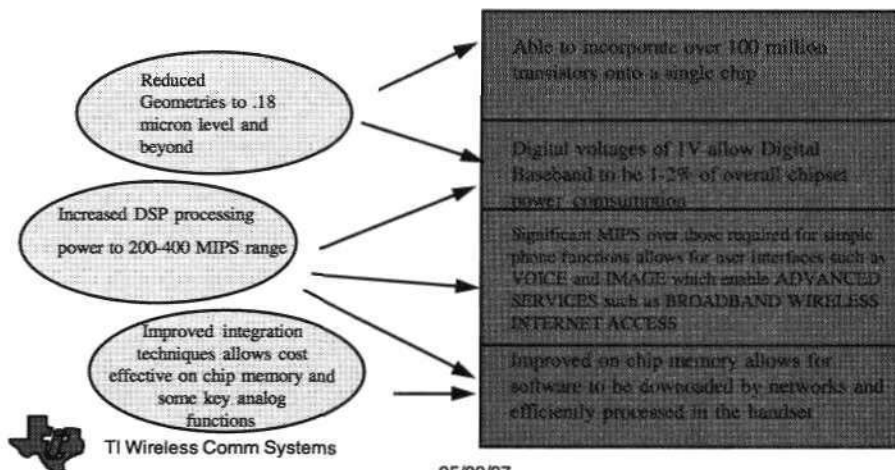 Reduced
Geometries to .18
micron level and
beyond
Increased DSP processing
power to 200-400 MIPS range
Improved integration
techniques allows cost
effective on chip memory and
some key analog
functions
Able to incorporate over 100 million
transistors onto a single chip
Digital voltages of 1V allow Digital
Baseband to be 1-2% of overall chipset
power comsumption
Significant MIPS over those required for simple
phone functions allows for user interfaces such as
VOICE and IMAGE which enable ADVANCED
SERVICES such as BROADBAND WIRELESS
INTERNET ACCESS
Improved on chip memory allows for
software to be downoaded by networks and
efficiently processed in the handset
TI Wireless Comm Systems